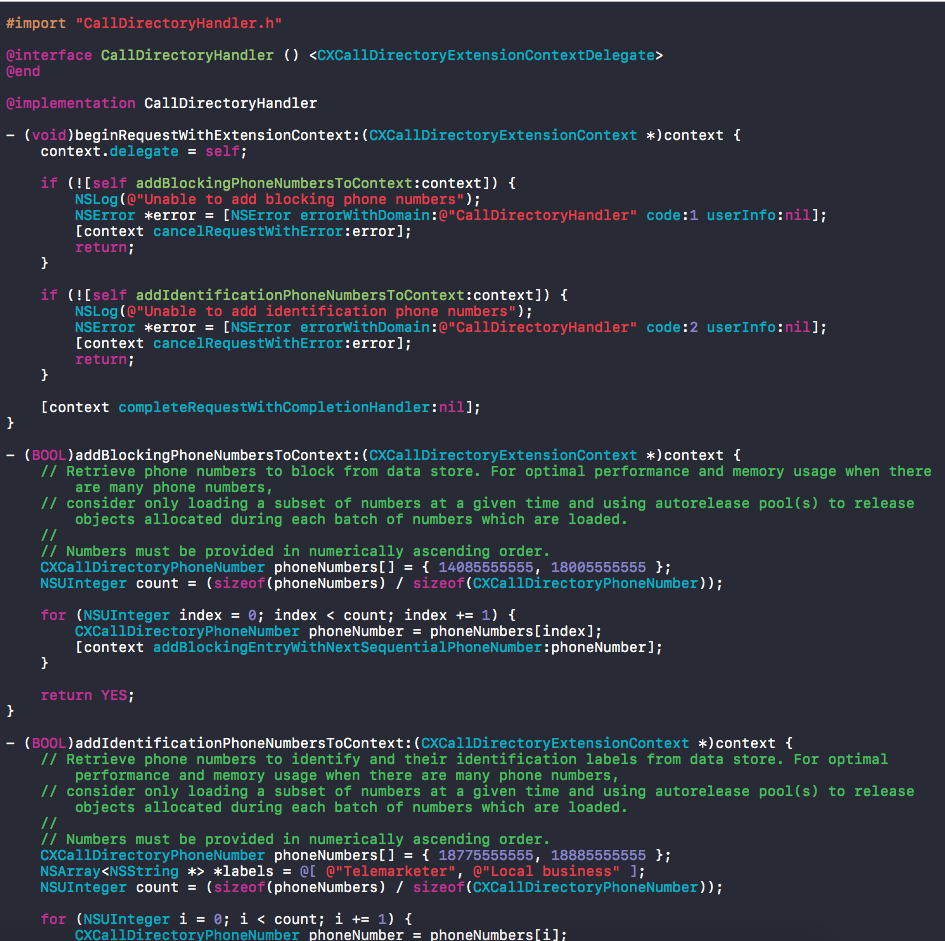 #import "CallDirectoryHandler.h"
@interface CallDirectoryHandler () <CXCallDirectoryExtensionContextDelegate>
@end
@implementation CallDirectoryHandler
- (void)beginRequestWithExtensionContext:(CXCallDirectoryExtensionContext *)context {
context.delegate = self;
if (![self addBlockingPhoneNumbersToContext:context]) {
NSLog(@"Unable to add blocking phone numbers");
NSError *error = [NSError errorWithDomain:@"CallDirectoryHandler" code:1 userInfo:nil];
[context cancelRequestWithError:error];
return;
}
if (![self addIdentificationPhoneNumbersToContext:context]) {
NSLog(@"Unable to add identification phone numbers");
NSError *error = [NSError errorWithDomain:@"CallDirectoryHandler" code:2 userInfo:nil];
[context cancelRequestWithError:error];
return;
}
[context completeRequestWithCompletionHandler:nil];
}
- (BOOL)addBlockingPhoneNumbersToContext:(CXCallDirectoryExtensionContext *)context {
// Retrieve phone numbers to block from data store. For optimal performance and memory usage when there
are many phone numbers,
// consider only loading a subset of numbers at a given time and using autorelease pool(s) to release
objects allocated during each batch of numbers which are loaded.
//
// Numbers must be provided in numerically ascending order.
CXCallDirectoryPhoneNumber phoneNumbers[] = { 14085555555, 18005555555 };
NSUInteger count = (sizeof(phoneNumbers) / sizeof(CXCallDirectoryPhoneNumber));
for (NSUInteger index = 0; index < count; index += 1) {
CXCallDirectoryPhoneNumber phoneNumber = phoneNumbers[index];
[context addBlockingEntryWithNextSequentialPhoneNumber:phoneNumber];
}
return YES;
}
- (BOOL)addIdentificationPhoneNumbersToContext:(CXCallDirectoryExtensionContext *)context {
// Retrieve phone numbers to identify and their identification labels from data store. For optimal
performance and memory usage when there are many phone numbers,
// consider only loading a subset of numbers at a given time and using autorelease pool(s) to release
objects allocated during each batch of numbers which are loaded.
//
// Numbers must be provided in numerically ascending order.
CXCallDirectoryPhoneNumber phoneNumbers[] = { 18775555555, 18885555555 };
NSArray<NSString *> *labels = @[ @"Telemarketer", @"Local business" ];
NSUInteger count = (sizeof(phoneNumbers) / sizeof(CXCallDirectoryPhoneNumber));
for (NSUInteger i = 0; i < count; i += 1) {
CXCallDirectoryPhoneNumber phoneNumber = phoneNumbers[i];